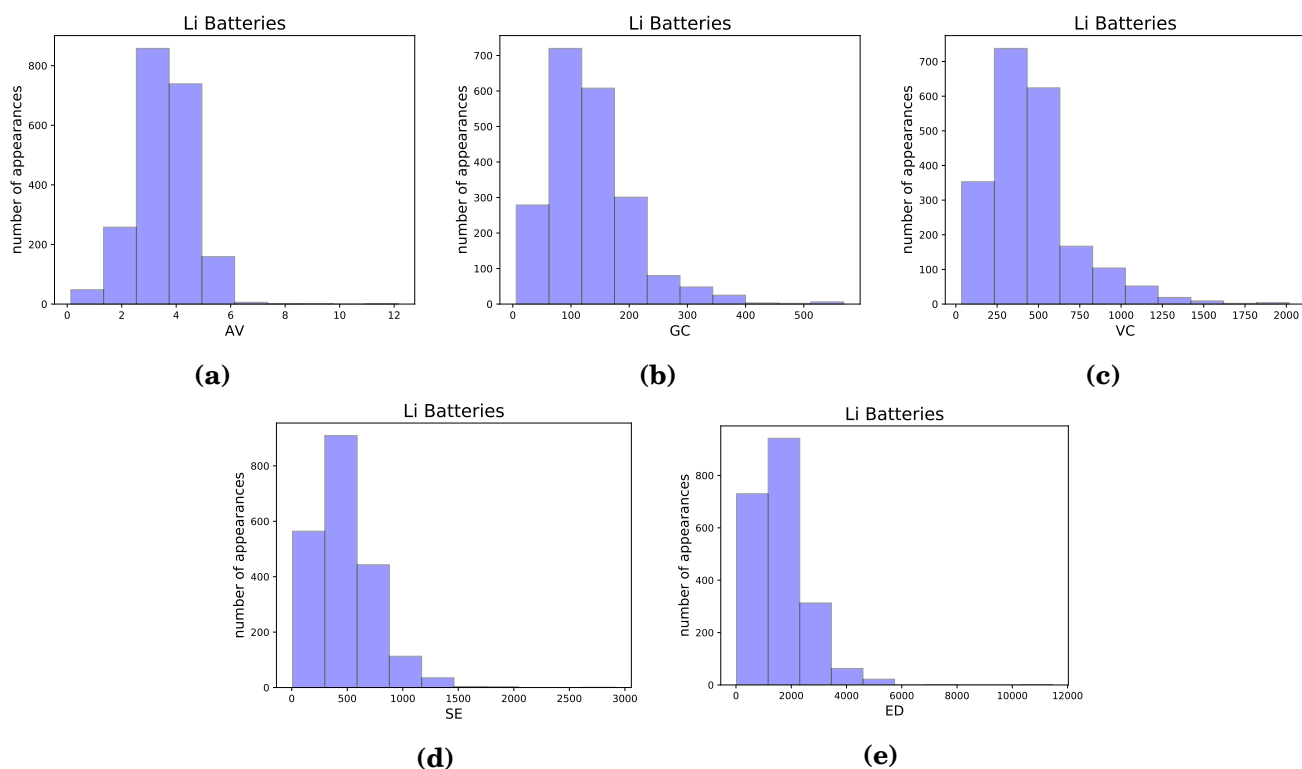 Li Batteries
number of appearances
800
600
400
200
0
0 2 4 6 8 10 12
AV
(a)
Li Batteries
number of appearances
700
600
500
400
300
200
100
0
0 100 200 300 400 500
GC
(b)
Li Batteries
number of appearances
700
600
500
400
300
200
100
0
0 250 500 750 1000 1250 1500 1750 2000
VC
(c)
Li Batteries
number of appearances
800
600
400
200
0
0 500 1000 1500 2000 2500 3000
SE
(d)
Li Batteries
number of appearances
800
600
400
200
0
0 2000 4000 6000 8000 10000 12000
ED
(e)